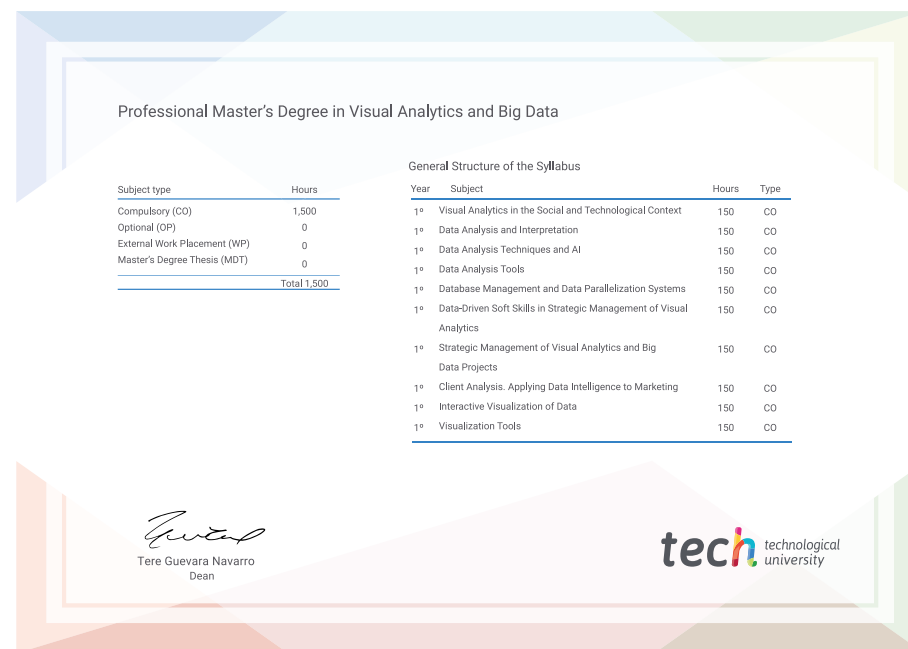 Professional Master's Degree in Visual Analytics and Big Data
General Structure of the Syllabus
Subject type Hours
Compulsory (CO) 1,500
Optional (OP) 0
External Work Placement (WP) 0
Master's Degree Thesis (MDT) 0
Total 1,500
Year Subject Hours Type
1º Visual Analytics in the Social and Technological Context 150 CO
1º Data Analysis and Interpretation 150 CO
1º Data Analysis Techniques and AI 150 CO
1º Data Analysis Tools 150 CO
1º Database Management and Data Parallelization Systems 150 CO
1º Data-Driven Soft Skills in Strategic Management of Visual 150 CO
Analytics
1º Strategic Management of Visual Analytics and Big 150 CO
Data Projects
1º Client Analysis. Applying Data Intelligence to Marketing 150 CO
1º Interactive Visualization of Data 150 CO
1º Visualization Tools 150 CO
Tere Guevara Navarro
Dean
tech technological
university